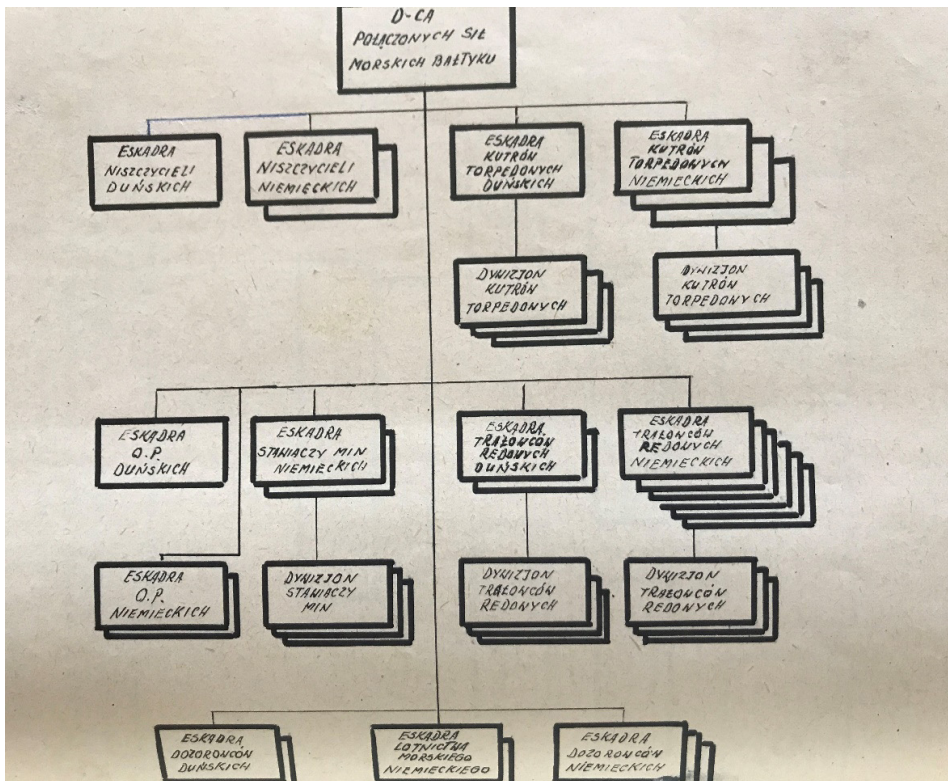 D-CA
POŁĄCZONYCH SIŁ
MORSKICH BAŁTYKU
ESKADRA
NISZCZYCIELI
DUŃSKICH
ESKADRA
NISZCZYCIELI
NIEMIECKICH
ESKADRA
KUTRÓW
TORPEDOWYCH
DUŃSKICH
ESKADRA
KUTRÓW
TORPEDOWYCH
NIEMIECKICH
DYWIZJON
KUTRÓW
TORPEDOWYCH
DYWIZJON
KUTRÓW
TORPEDOWYCH
ESKADRA
O.P.
DUŃSKICH
ESKADRA
STAWIACZY MIN
NIEMIECKICH
ESKADRA
TRAŁOWCÓW
REDOWYCH
DUŃSKICH
ESKADRA
TRAŁOWCÓW
REDOWYCH
NIEMIECKICH
ESKADRA
O.P.
NIEMIECKICH
DYWIZJON
STAWIACZY
MIN
DYWIZJON
TRAŁOWCÓW
REDOWYCH
DYWIZJON
TRAŁOWCÓW
REDOWYCH
ESKADRA
DOZOROWCÓW
DUŃSKICH
ESKADRA
LOTNICTWA
MORSKIEGO
NIEMIECKIEGO
ESKADRA
DOZOROWCÓW
NIEMIECKICH